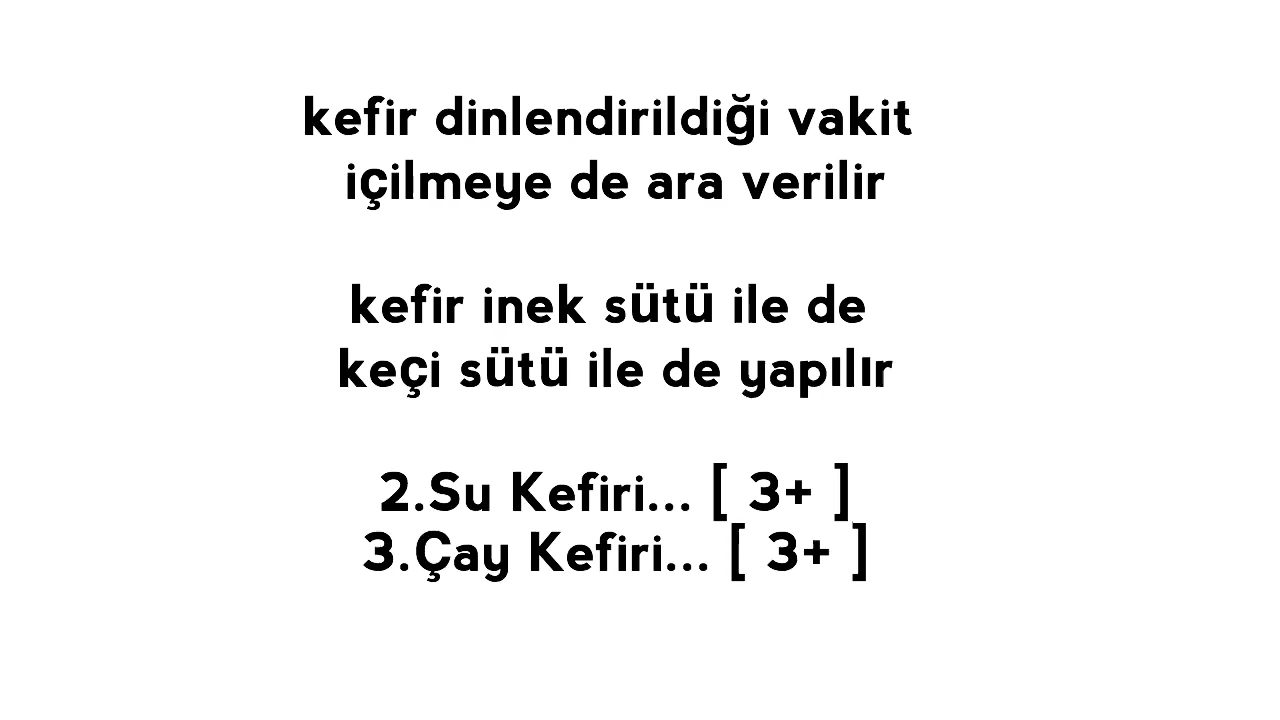 kefir dinlendirildiği vakit
içilmeye de ara verilir
kefir inek sütü ile de
keçi sütü ile de yapılır
2.Su Kefiri... [ 3+ ]
3.Çay Kefiri... [ 3+ ]